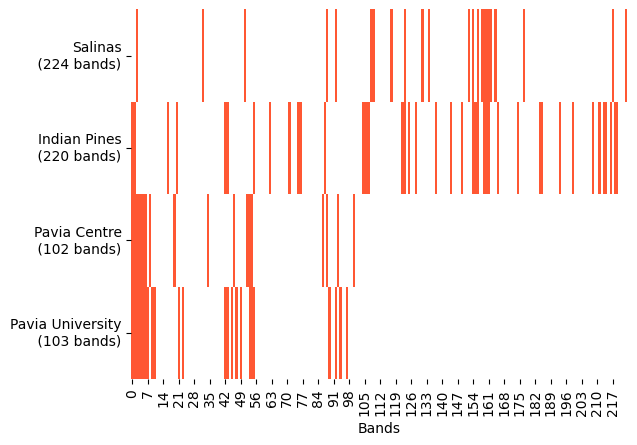 Salinas
(224 bands)
Indian Pines
(220 bands)
Pavia Centre
(102 bands)
Pavia University
(103 bands)
0 7 14 21 28 35 42 49 56 63 70 77 84 91 98 105 112 119 126 133 140 147 154 161 168 175 182 189 196 203 210 217
Bands